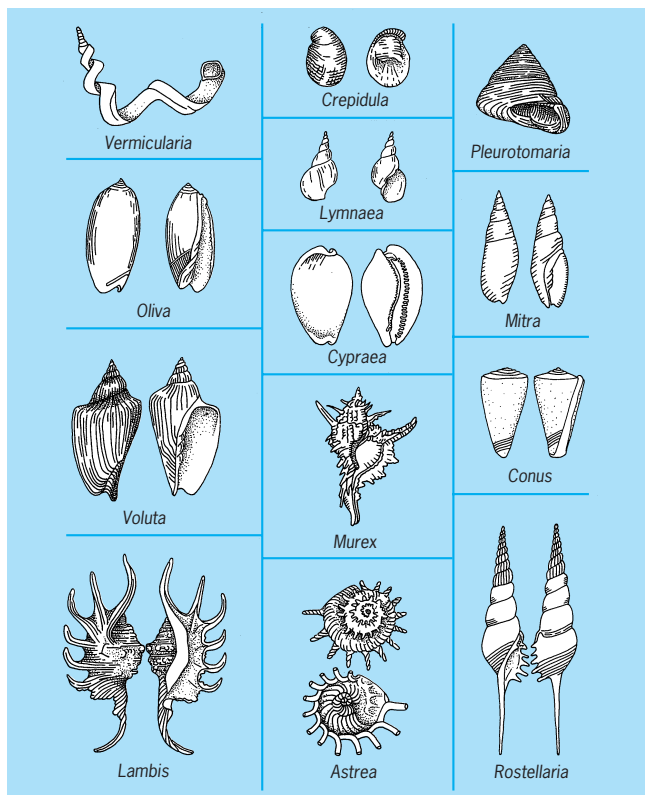 Vermicularia
Oliva
Voluta
Lambis
Crepidula
Lymnaea
Cypraea
Murex
Astrea
Pleurotomaria
Mitra
Conus
Rostellaria